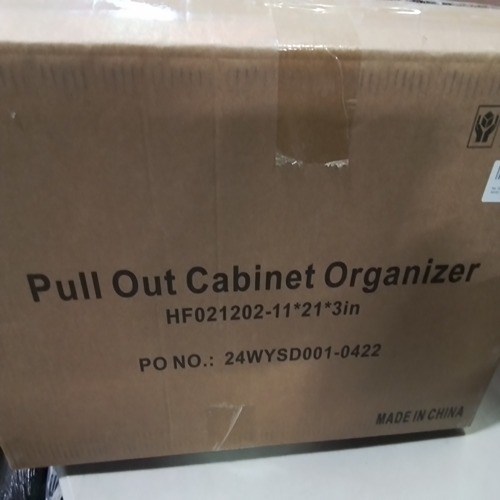 Pull Out Cabinet Organizer
HF021202-11*21*3in
PO NO.: 24WYSD001-0422
MADE IN CHINA